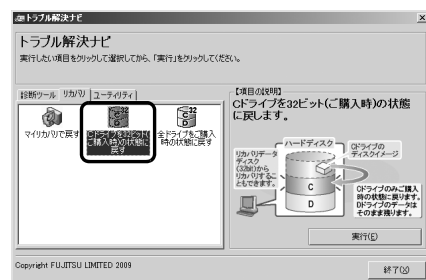 トラブル解決ナビ
トラブル解決ナビ
実行したい項目をクリックして選択してから、「実行」をクリックしてください。
診断ツール リカバリ ユーティリティ
マイリカバリで戻す
32
C
D
Cドライブを32ビット(ご購入時)の状態に戻す
32
C
D
全ドライブをご購入時の状態に戻す
【項目の説明】
Cドライブを32ビット(ご購入時)の状態
に戻します。
リカバリデータ
ディスク
(32bit)から
リカバリするこ
ともできます。
ハードディスク
Cドライブの
ディスクイメージ
C
D
Cドライブのみご購入
時の状態に戻ります。
Dドライブのデータは
そのまま残ります。
実行(E)
Copyright FUJITSU LIMITED 2009
終了(X)